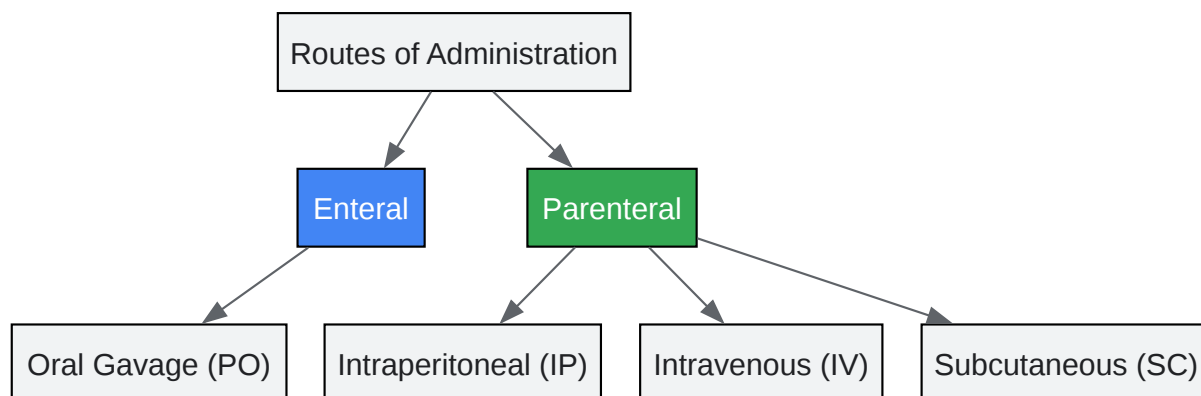 Routes of Administration
Enteral
Parenteral
Oral Gavage (PO)
Intraperitoneal (IP)
Intravenous (IV)
Subcutaneous (SC)